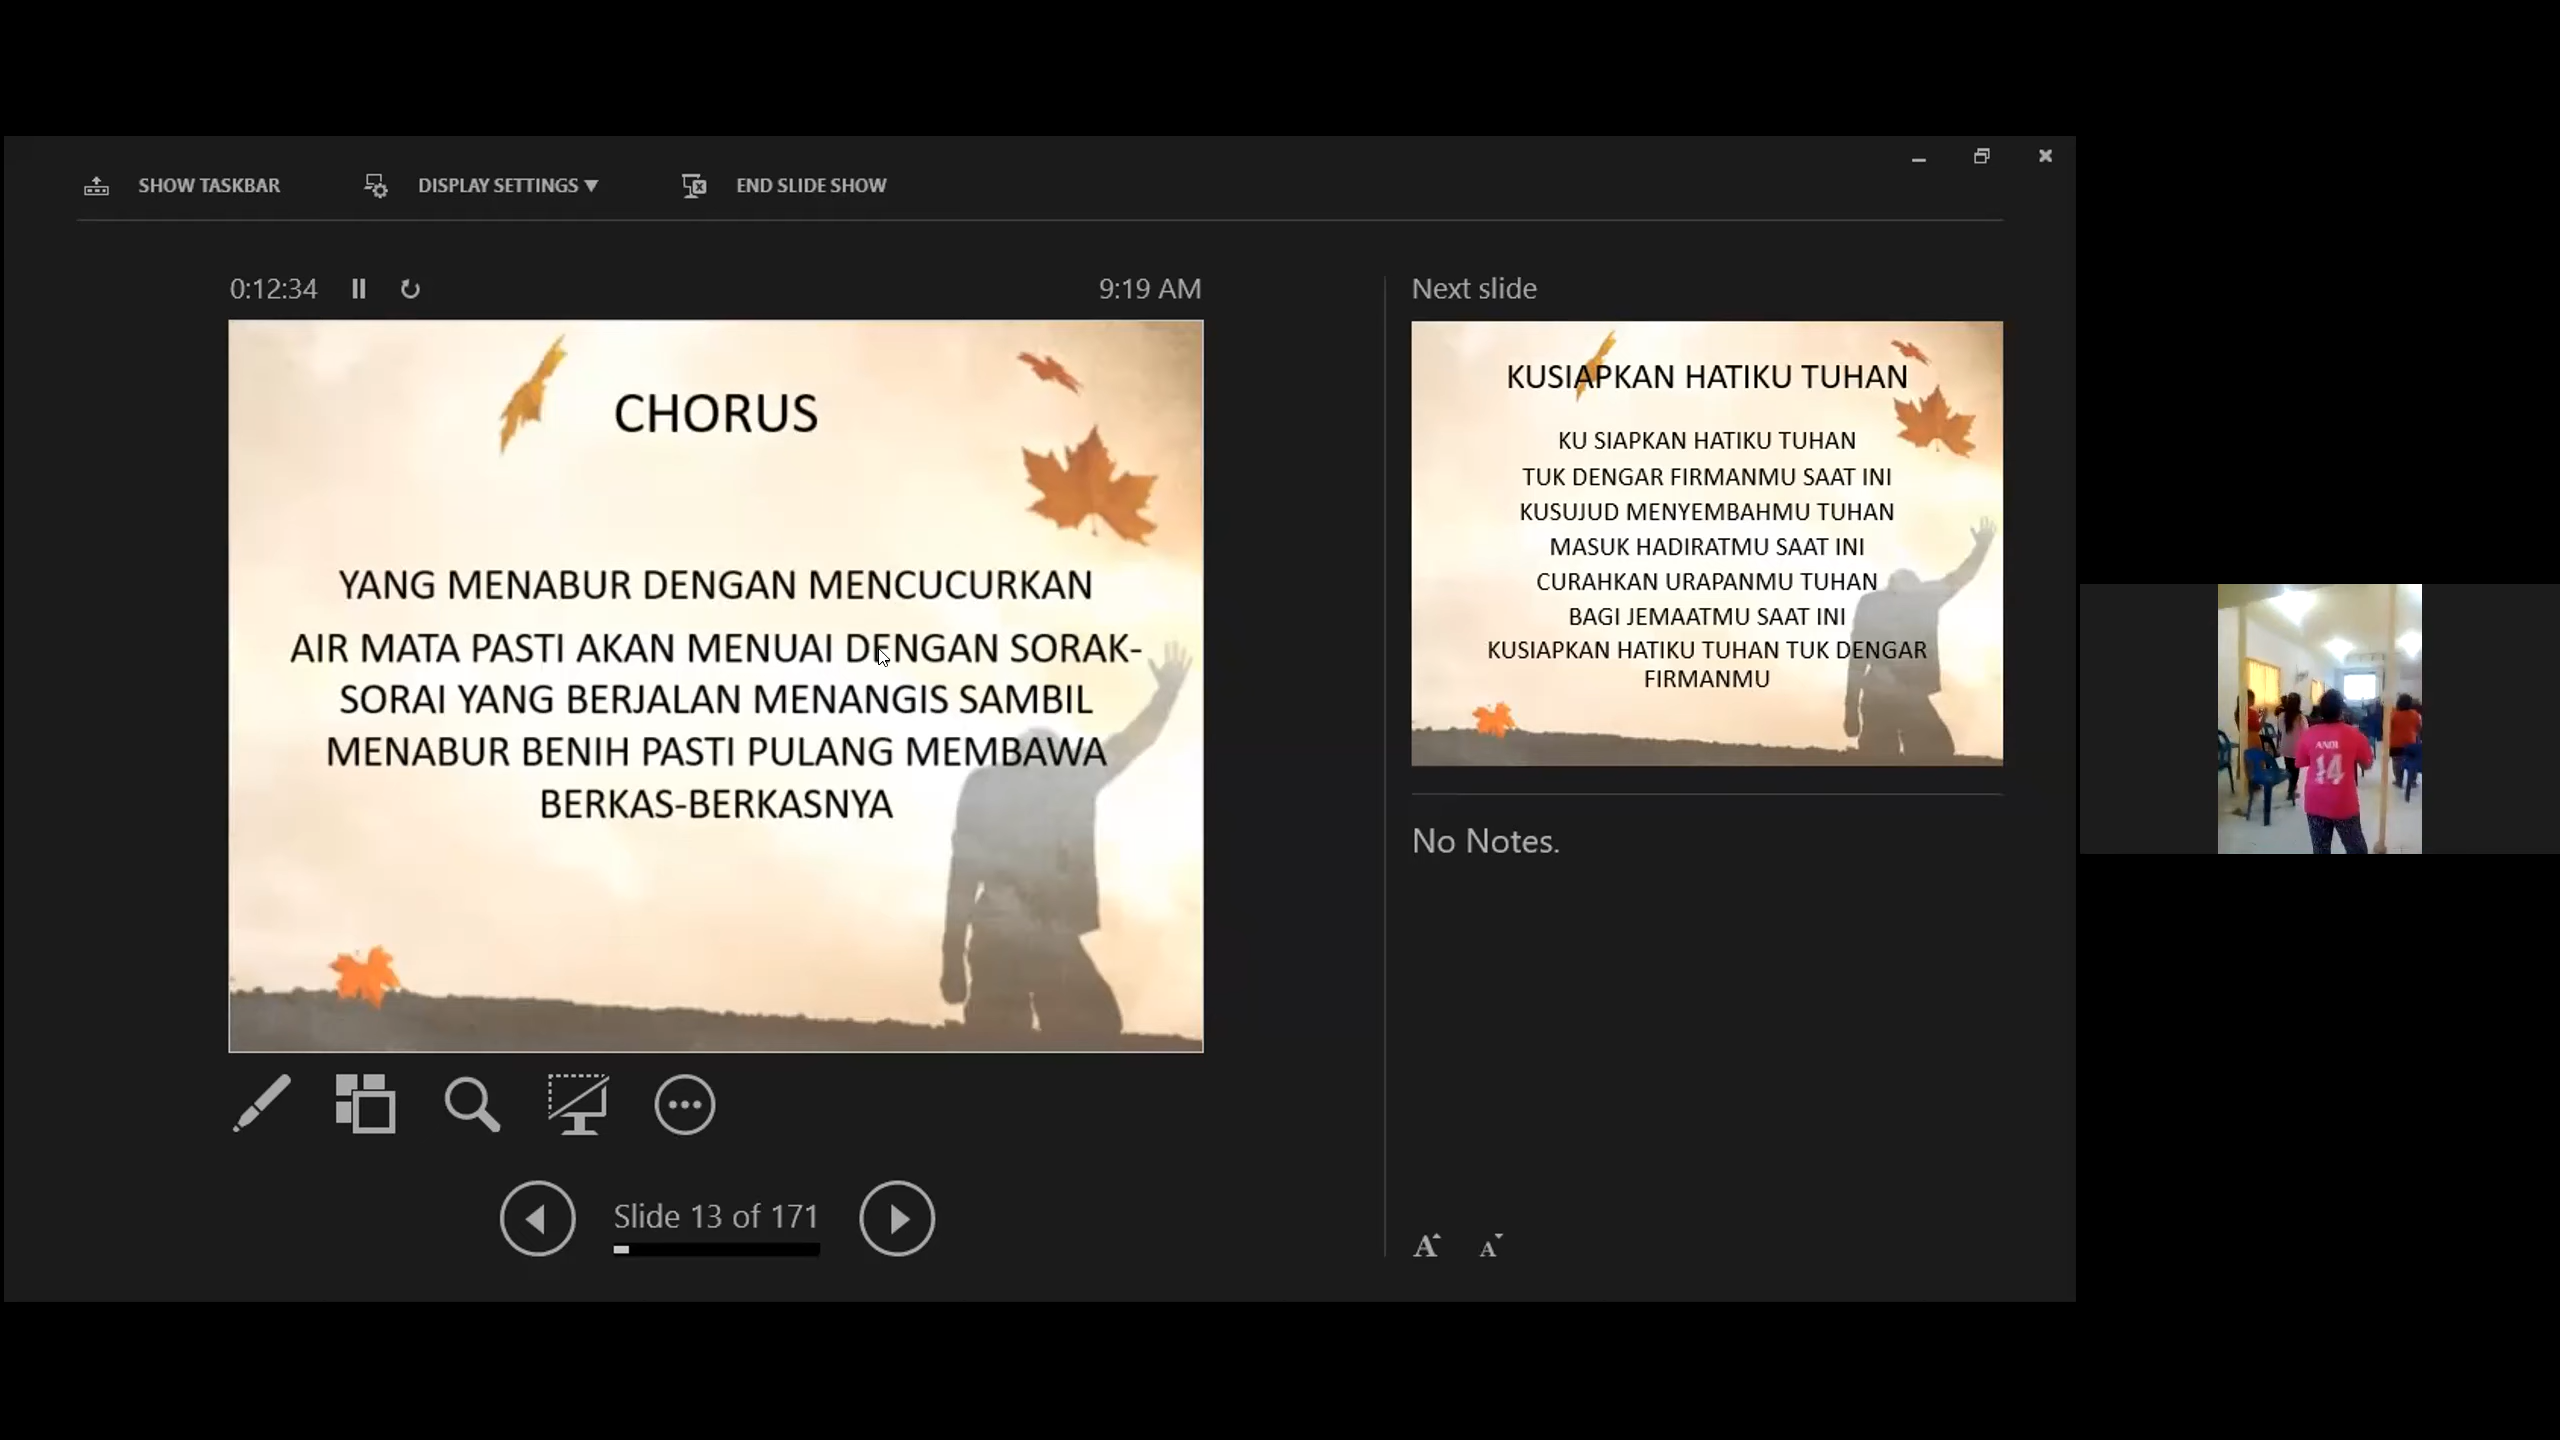 SHOW TASKBAR
DISPLAY SETTINGS ▼
END SLIDE SHOW
0:12:34
9:19 AM
CHORUS
YANG MENABUR DENGAN MENCUCURKAN
AIR MATA PASTI AKAN MENUAI DENGAN SORAK-
SORAI YANG BERJALAN MENANGIS SAMBIL
MENABUR BENIH PASTI PULANG MEMBAWA
BERKAS-BERKASNYA
Slide 13 of 171
Next slide
KUSIAPKAN HATIKU TUHAN
KU SIAPKAN HATIKU TUHAN
TUK DENGAR FIRMANMU SAAT INI
KUSUJUD MENYEMBAHMU TUHAN
MASUK HADIRATMU SAAT INI
CURAHKAN URAPANMU TUHAN
BAGI JEMAATMU SAAT INI
KUSIAPKAN HATIKU TUHAN TUK DENGAR
FIRMANMU
No Notes.
A A
ANDI
14